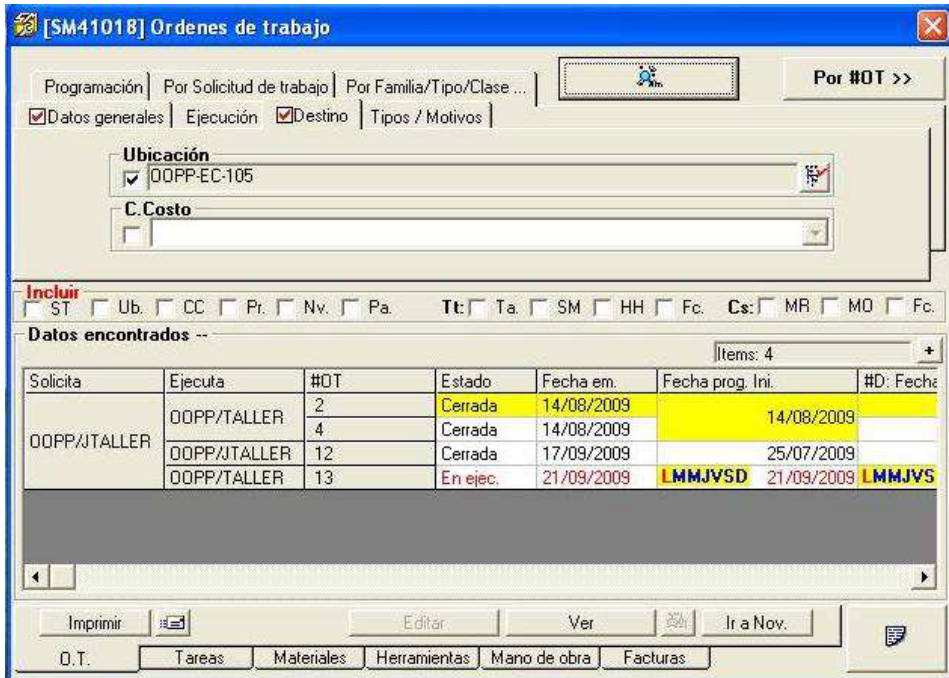 [SM41018] Ordenes de trabajo
Programación Por Solicitud de trabajo Por Familia/Tipo/Clase ... Por #OT >>
Datos generales Ejecución Destino Tipos / Motivos
Ubicación
OOPP-EC-105
C.Costo
Incluir
ST Ub. CC Pr. Nv. Pa. Tt: Ta. SM HH Fc. Cs: MR MO Fc.
Datos encontrados --
Items: 4 +
Solicita Ejecuta #OT Estado Fecha em. Fecha prog. Ini. #D: Fecha
OOPP/JTALLER OOPP/TALLER 2 Cerrada 14/08/2009 14/08/2009
4 Cerrada 14/08/2009
OOPP/JTALLER 12 Cerrada 17/09/2009 25/07/2009
OOPP/TALLER 13 En ejec. 21/09/2009 LMMJVSD 21/09/2009 LMMJVS
Imprimir Editar Ver Ir a Nov.
O.T. Tareas Materiales Herramientas Mano de obra Facturas